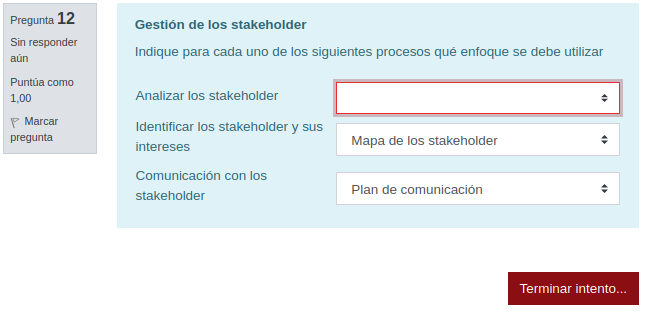 Pregunta 12
Sin responder
aún
Puntúa como
1,00
Marcar
pregunta
Gestión de los stakeholder
Indique para cada uno de los siguientes procesos qué enfoque se debe utilizar
Analizar los stakeholder
Identificar los stakeholder y sus
intereses
Mapa de los stakeholder
Comunicación con los
stakeholder
Plan de comunicación
Terminar intento...